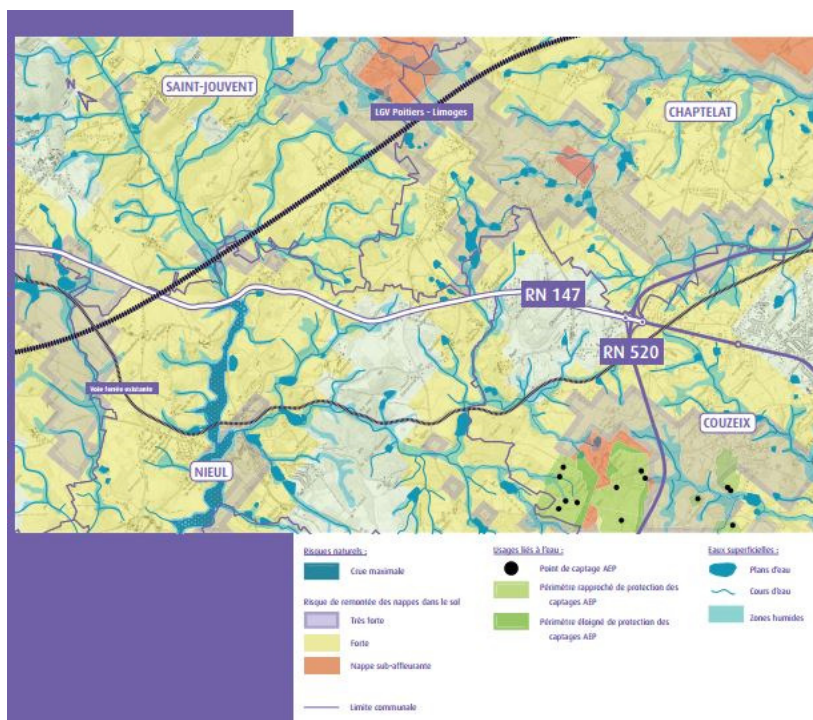 SAINT-JOUVENT
N
LGV Poitiers - Limoges
CHAPTELAT
RN 147
RN 520
Voie ferrée existante
COUZEIX
NIEUL
Risques naturels :
Crue maximale
Risque de remontée des nappes dans le sol
Très forte
Forte
Nappe sub-affleurante
Limite communale
Usages liés à l'eau :
Point de captage AEP
Périmètre rapproché de protection des
captages AEP
Périmètre éloigné de protection des
captages AEP
Eaux superficielles :
Plans d'eau
Cours d'eau
Zones humides